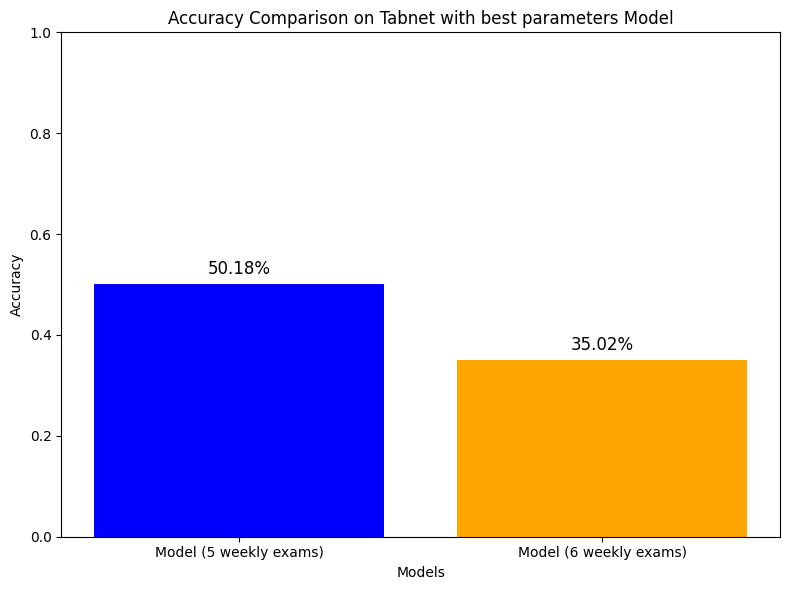 Accuracy Comparison on Tabnet with best parameters Model
1.0
0.8
0.6
0.4
0.2
0.0
Accuracy
50.18%
35.02%
Model (5 weekly exams)
Model (6 weekly exams)
Models